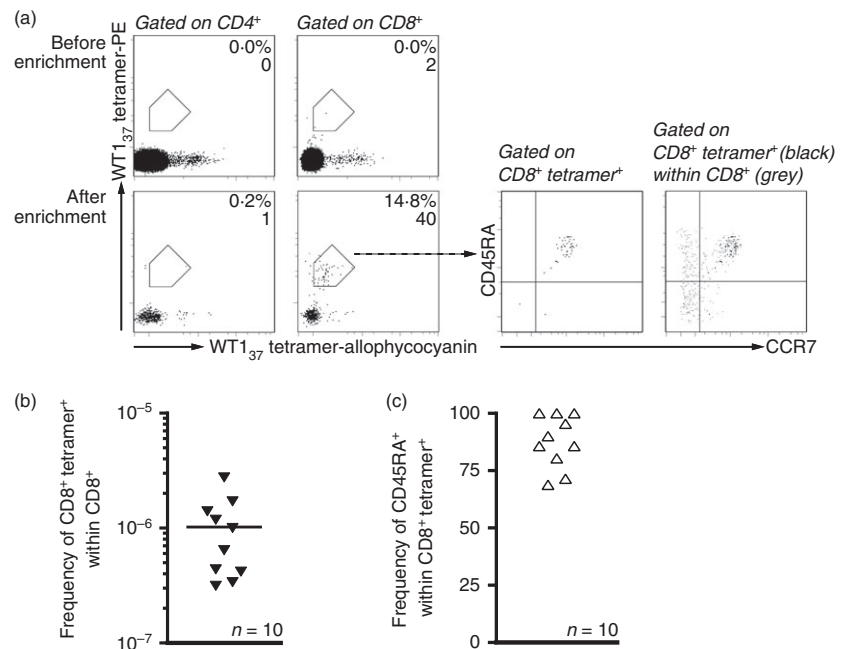 (a)
Gated on CD4⁺
Gated on CD8⁺
Before
enrichment
WT1₃₇ tetramer-PE
0·0%
0
0·0%
2
After
enrichment
0·2%
1
14·8%
40
Gated on
CD8⁺ tetramer⁺
Gated on
CD8⁺ tetramer⁺ (black)
within CD8⁺ (grey)
CD45RA
WT1₃₇ tetramer-allophycocyanin
CCR7
(b)
Frequency of CD8⁺ tetramer⁺
within CD8⁺
10⁻⁵
10⁻⁶
10⁻⁷
n = 10
(c)
Frequency of CD45RA⁺
within CD8⁺ tetramer⁺
100
75
50
25
0
n = 10